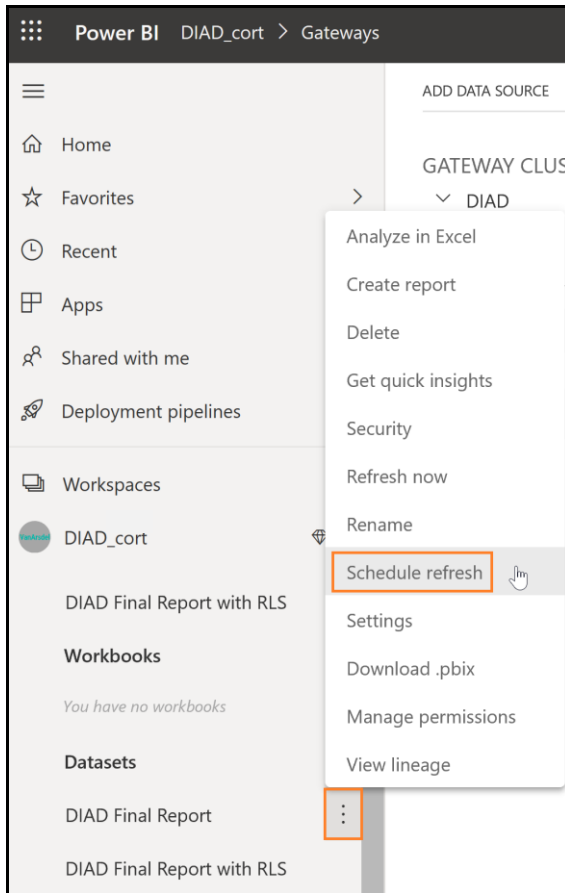 Power BI DIAD_cort > Gateways
ADD DATA SOURCE
Home
GATEWAY CLUS
Favorites
DIAD
Recent
Apps
Shared with me
Deployment pipelines
Workspaces
VanArsdel
DIAD_cort
DIAD Final Report with RLS
Workbooks
You have no workbooks
Datasets
DIAD Final Report
DIAD Final Report with RLS
Analyze in Excel
Create report
Delete
Get quick insights
Security
Refresh now
Rename
Schedule refresh
Settings
Download .pbix
Manage permissions
View lineage